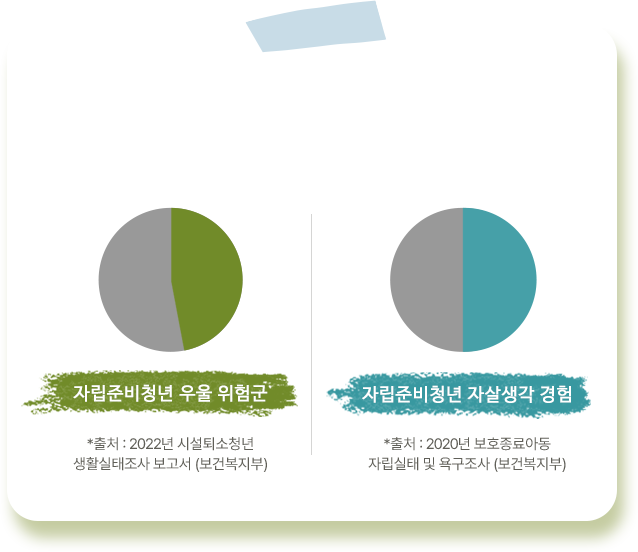 자립준비청년 우울 위험군
*출처 : 2022년 시설퇴소청년
생활실태조사 보고서 (보건복지부)
자립준비청년 자살생각 경험
*출처 : 2020년 보호종료아동
자립실태 및 욕구조사 (보건복지부)